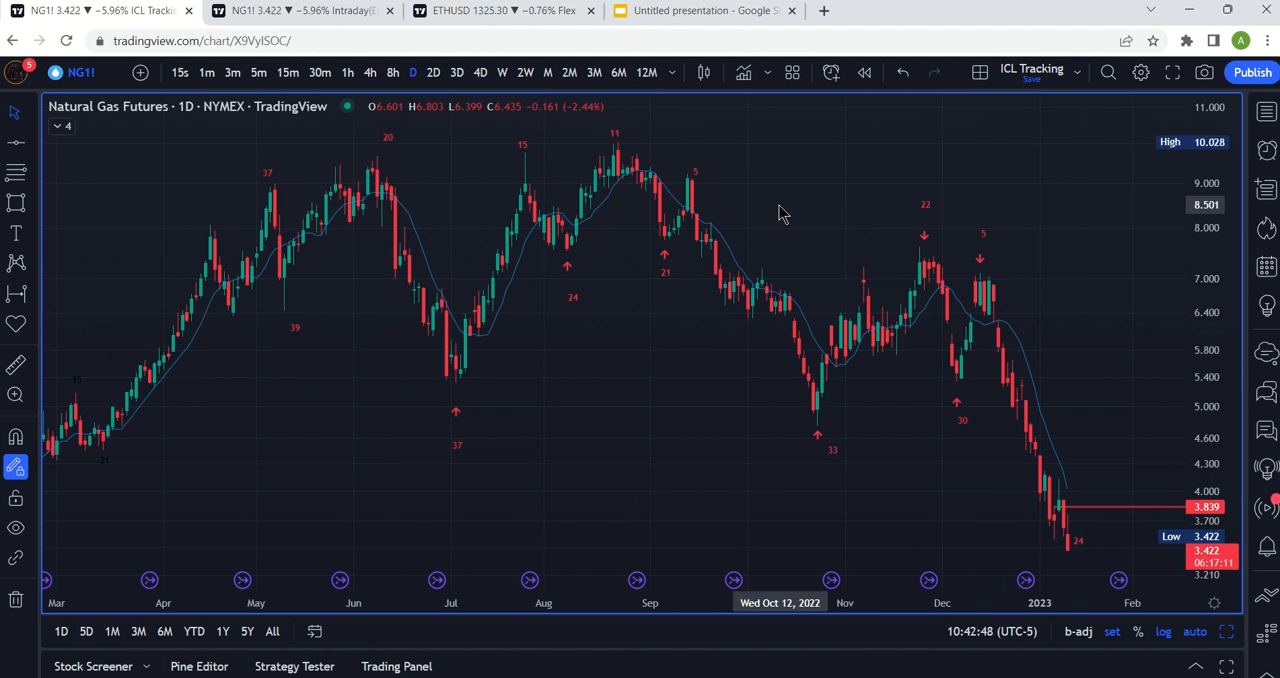 NG1! 3.422 ▼ −5.96% ICL Trackin
NG1! 3.422 ▼ −5.96% Intraday(E
ETHUSD 1325.30 ▼ −0.76% Flex
Untitled presentation - Google S
tradingview.com/chart/X9VyISOC/
A
5
NG1!
15s 1m 3m 5m 15m 30m 1h 4h 8h D 2D 3D 4D W 2W M 2M 3M 6M 12M
ICL Tracking
Save
Publish
Natural Gas Futures · 1D · NYMEX · TradingView
O6.601 H6.803 L6.399 C6.435 −0.161 (−2.44%)
4
11.000
High 10.028
9.000
8.501
8.000
7.000
6.400
5.800
5.400
5.000
4.600
4.300
4.000
3.839
3.700
Low 3.422
3.422
06:17:11
3.210
15
21
37
39
20
37
15
24
11
21
5
33
22
30
5
24
Mar Apr May Jun Jul Aug Sep Wed Oct 12, 2022 Nov Dec 2023 Feb
1D 5D 1M 3M 6M YTD 1Y 5Y All
10:42:48 (UTC-5) b-adj set % log auto
Stock Screener Pine Editor Strategy Tester Trading Panel